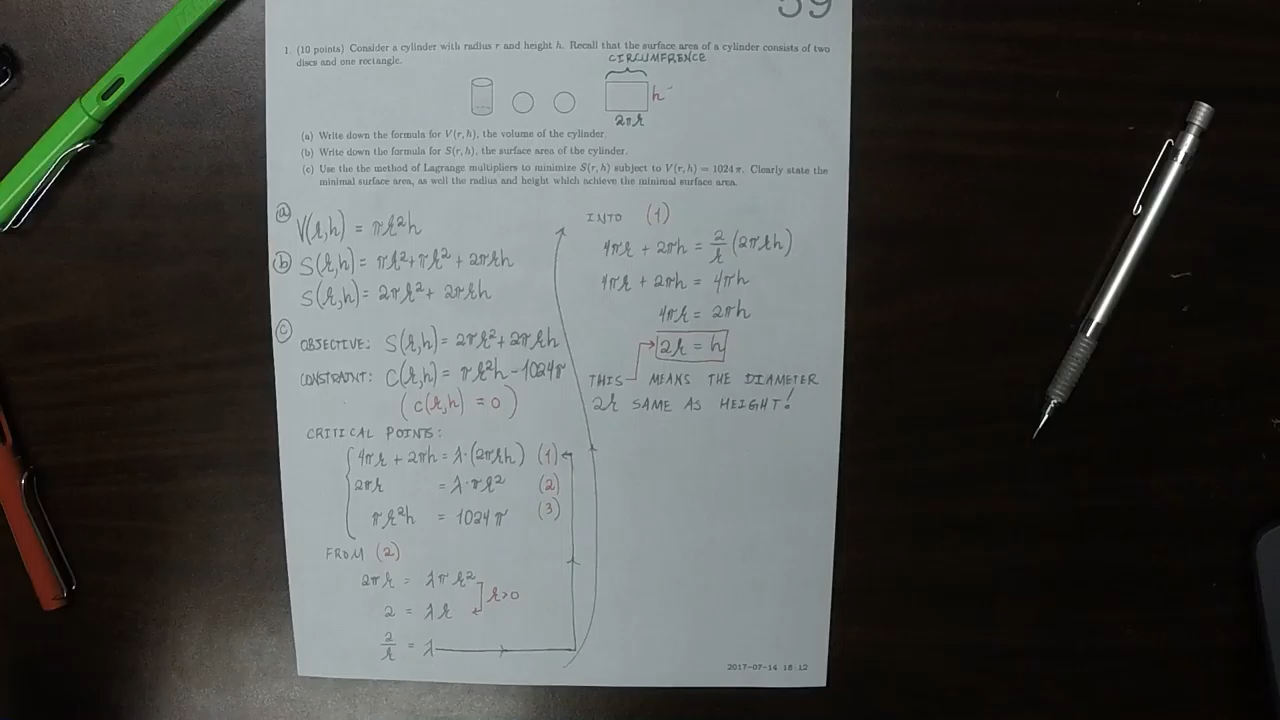 59
1. (10 points) Consider a cylinder with radius r and height h. Recall that the surface area of a cylinder consists of two
discs and one rectangle.
CIRCUMFRENCE
h
2πr
(a) Write down the formula for V(r, h), the volume of the cylinder.
(b) Write down the formula for S(r, h), the surface area of the cylinder.
(c) Use the the method of Lagrange multipliers to minimize S(r, h) subject to V(r, h) = 1024π. Clearly state the
minimal surface area, as well the radius and height which achieve the minimal surface area.
(a) V(r,h) = πr²h
(b) S(r,h) = πr²+πr² + 2πrh
S(r,h) = 2πr² + 2πrh
(c) OBJECTIVE: S(r,h) = 2πr² + 2πrh
CONSTRAINT: C(r,h) = πr²h - 1024π
(C(r,h) = 0)
CRITICAL POINTS:
4πr + 2πh = λ·(2πrh) (1)
2πr = λ·πr² (2)
πr²h = 1024π (3)
FROM (2)
2πr = λπr²
r>0
2 = λr
2/r = λ
INTO (1)
4πr + 2πh = 2/r (2πrh)
4πr + 2πh = 4πh
4πr = 2πh
2r = h
THIS MEANS THE DIAMETER
2r SAME AS HEIGHT!
2017-07-14 18:12